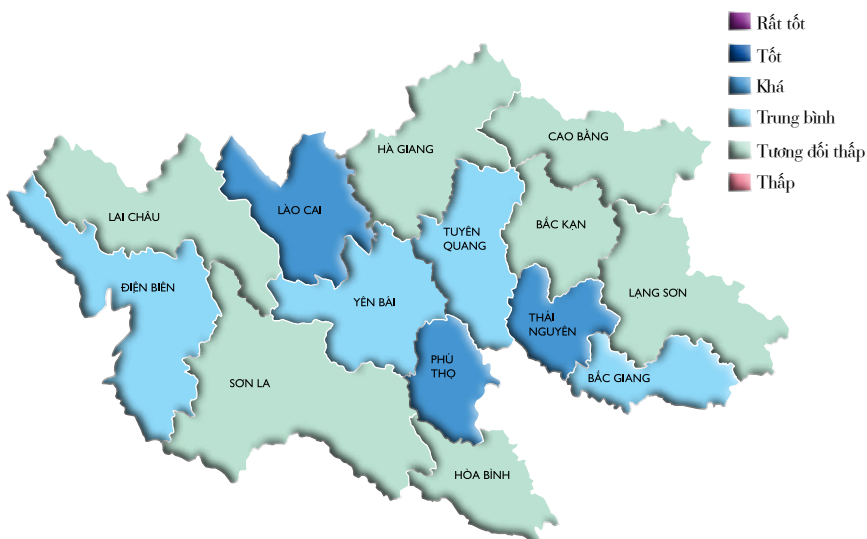 Rất tốt
Tốt
Khá
Trung bình
Tương đối thấp
Thấp
HÀ GIANG
CAO BẰNG
LAI CHÂU
LÀO CAI
TUYÊN
QUANG
BẮC KẠN
ĐIỆN BIÊN
YÊN BÁI
LẠNG SƠN
THÁI
NGUYÊN
PHÚ
THỌ
SƠN LA
BẮC GIANG
HÒA BÌNH